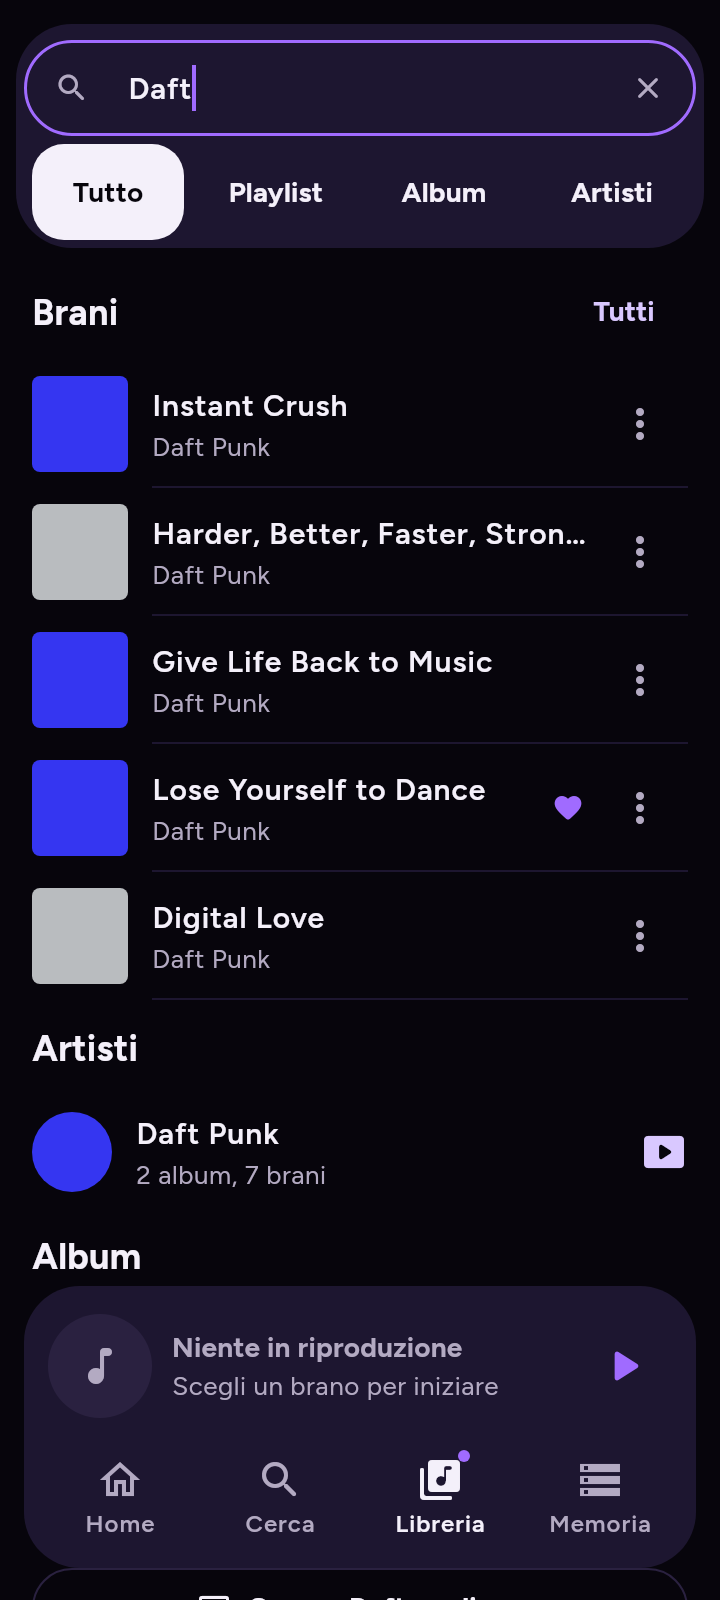 Daft
Tutto Playlist Album Artisti
Brani Tutti
Instant Crush
Daft Punk
Harder, Better, Faster, Stron...
Daft Punk
Give Life Back to Music
Daft Punk
Lose Yourself to Dance
Daft Punk
Digital Love
Daft Punk
Artisti
Daft Punk
2 album, 7 brani
Album
Niente in riproduzione
Scegli un brano per iniziare
Home Cerca Libreria Memoria